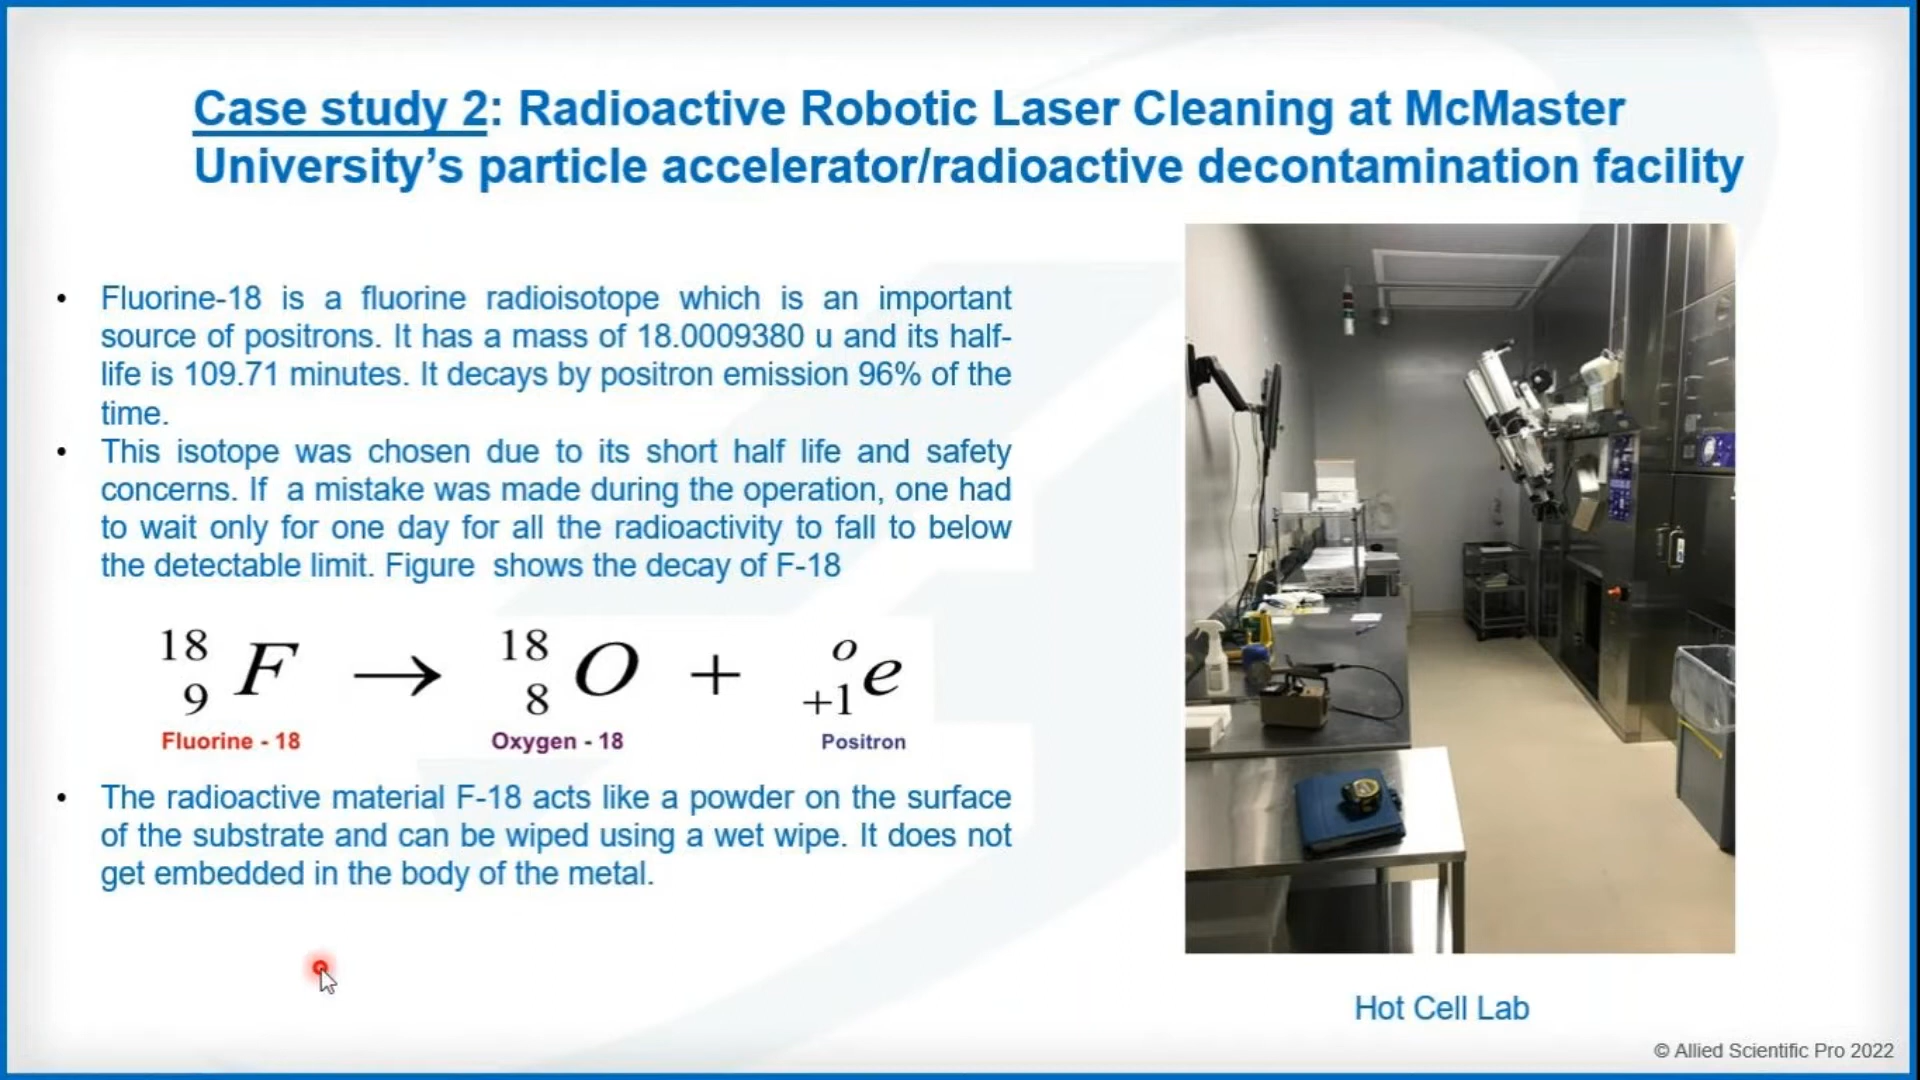 Case study 2: Radioactive Robotic Laser Cleaning at McMaster
University’s particle accelerator/radioactive decontamination facility
• Fluorine-18 is a fluorine radioisotope which is an important
source of positrons. It has a mass of 18.0009380 u and its half-
life is 109.71 minutes. It decays by positron emission 96% of the
time.
• This isotope was chosen due to its short half life and safety
concerns. If a mistake was made during the operation, one had
to wait only for one day for all the radioactivity to fall to below
the detectable limit. Figure shows the decay of F-18
18 9 F → 18 8 O + o +1 e
Fluorine - 18 Oxygen - 18 Positron
• The radioactive material F-18 acts like a powder on the surface
of the substrate and can be wiped using a wet wipe. It does not
get embedded in the body of the metal.
Hot Cell Lab
© Allied Scientific Pro 2022